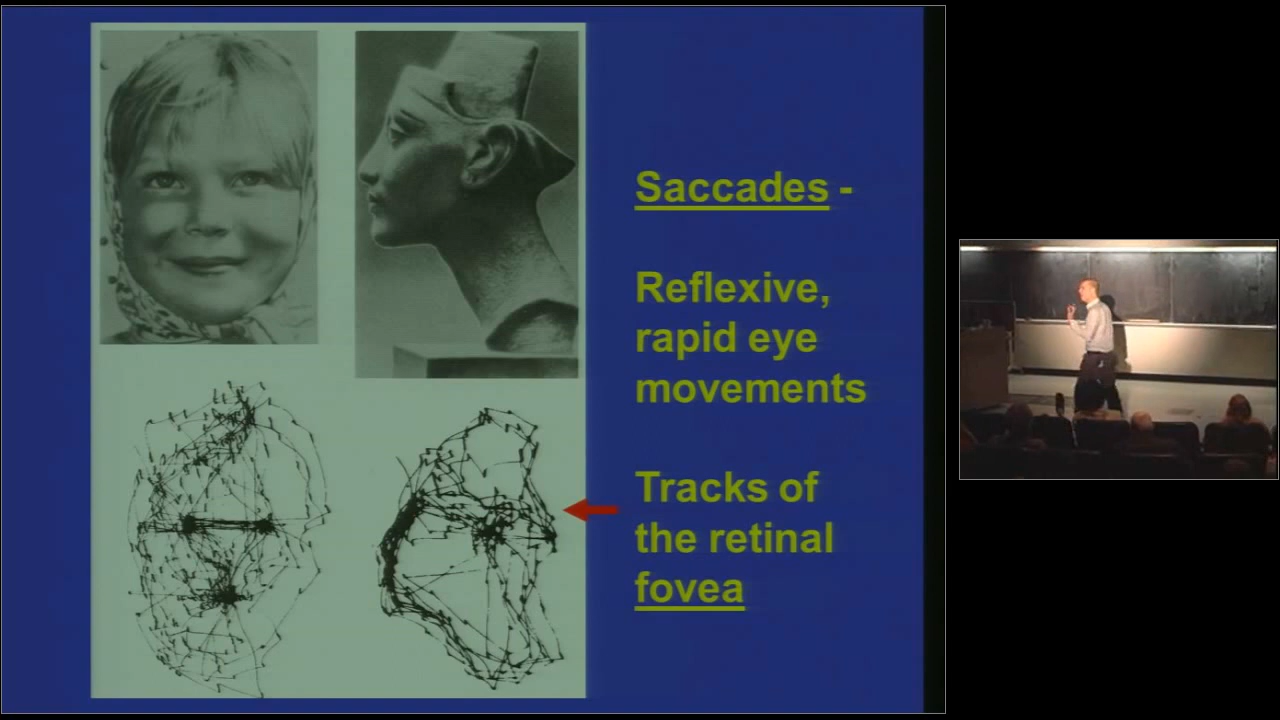 Saccades -
Reflexive,
rapid eye
movements
Tracks of
the retinal
fovea